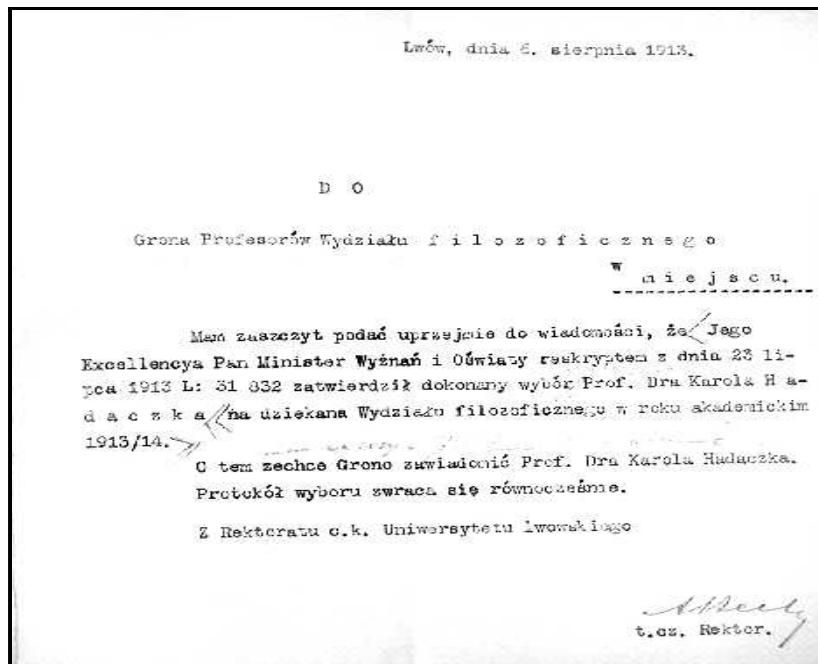 Lwów, dnia 6. sierpnia 1913.
D O
Grona Profesorów Wydziału f i l o z o f i c z n e g o
w m i e j s c u.
Mam zaszczyt podać uprzejmie do wiadomości, że Jego
Excellencya Pan Minister Wyznań i Oświaty reskryptem z dnia 23 li-
pca 1913 L: 31 832 zatwierdził dokonany wybór Prof. Dra Karola H a-
d a c z k a na dziekana Wydziału filozoficznego w roku akademickim
1913/14.
O tem zechce Grono zawiadomić Prof. Dra Karola Hadaczka.
Protokół wyboru zwraca się równocześnie.
Z Rektoratu c.k. Uniwersytetu lwowskiego
t.cz. Rektor.